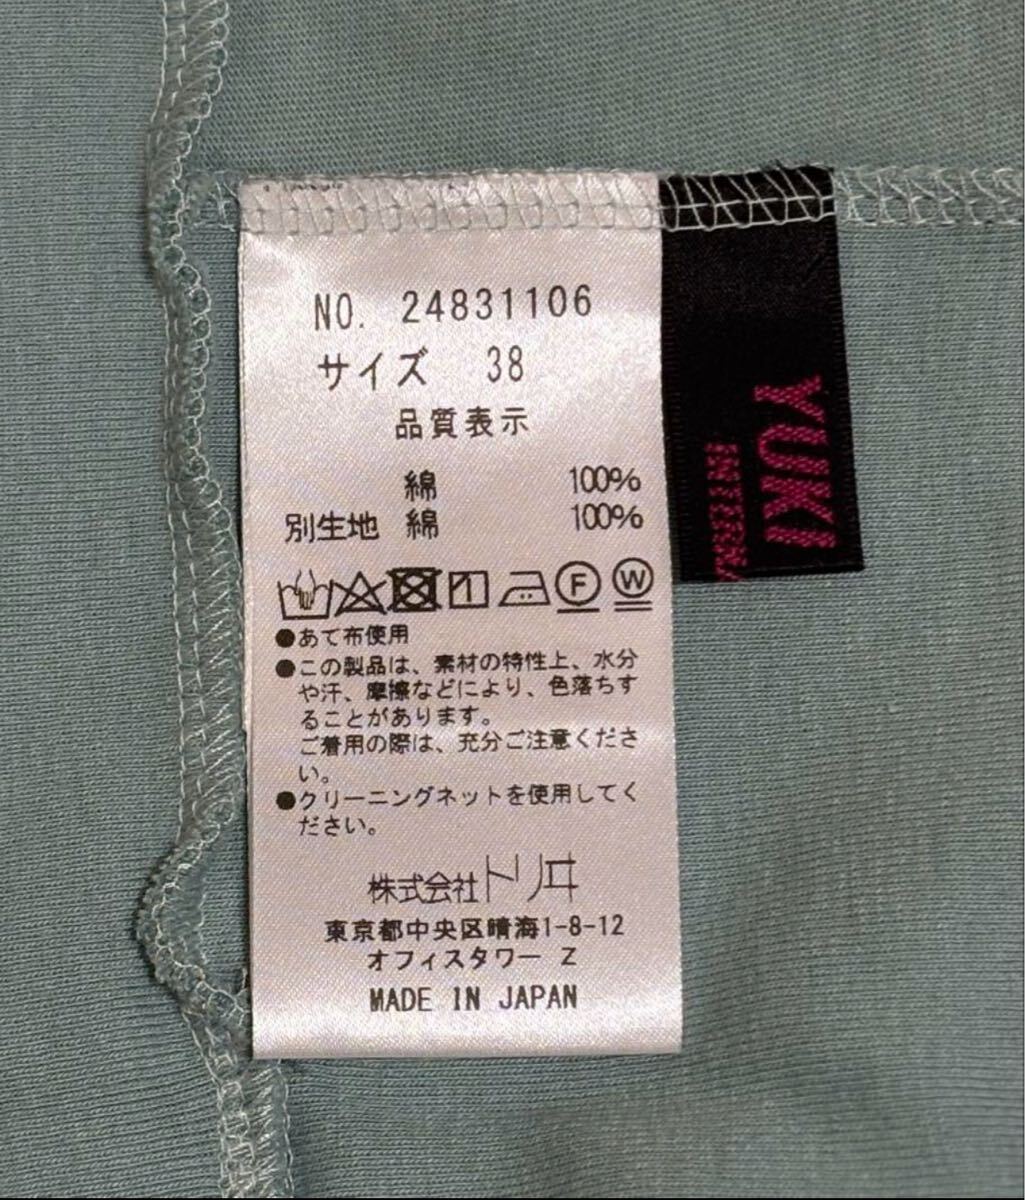 NO. 24831106
サイズ 38
品質表示
綿 100%
別生地 綿 100%
F W
●あて布使用
●この製品は、素材の特性上、水分
や汗、摩擦などにより、色落ちす
ることがあります。
ご着用の際は、充分ご注意くださ
い。
●クリーニングネットを使用してく
ださい。
株式会社トリヰ
東京都中央区晴海1-8-12
オフィスタワー Z
MADE IN JAPAN
YUKI